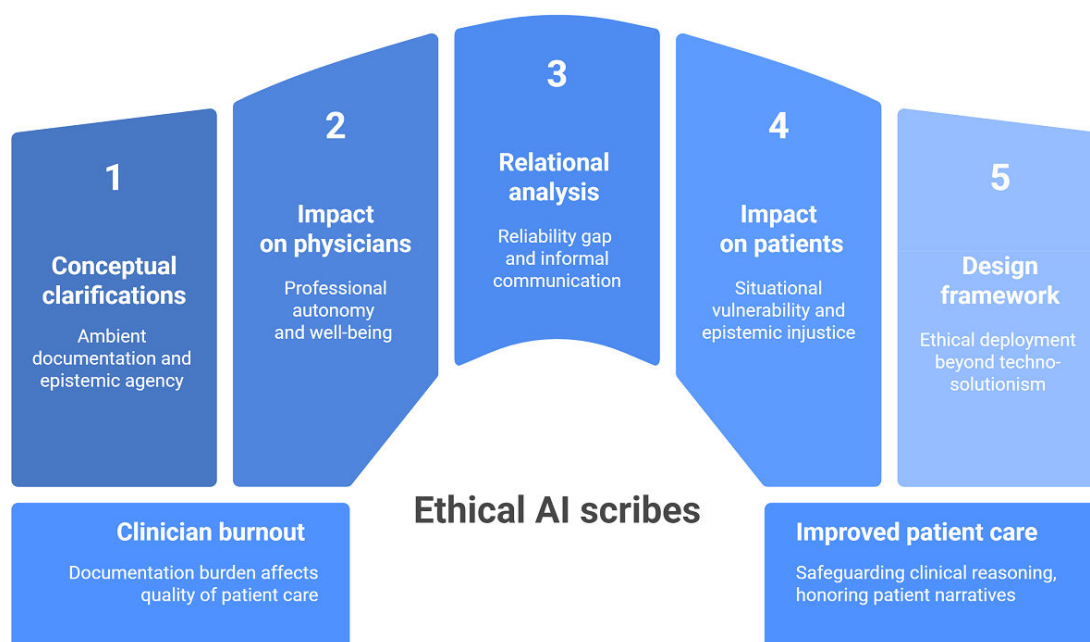 1
Conceptual
clarifications
Ambient
documentation and
epistemic agency
2
Impact
on physicians
Professional
autonomy
and well-being
3
Relational
analysis
Reliability gap
and informal
communication
4
Impact
on patients
Situational
vulnerability and
epistemic injustice
5
Design
framework
Ethical deployment
beyond techno-
solutionism
Ethical AI scribes
Clinician burnout
Documentation burden affects
quality of patient care
Improved patient care
Safeguarding clinical reasoning,
honoring patient narratives